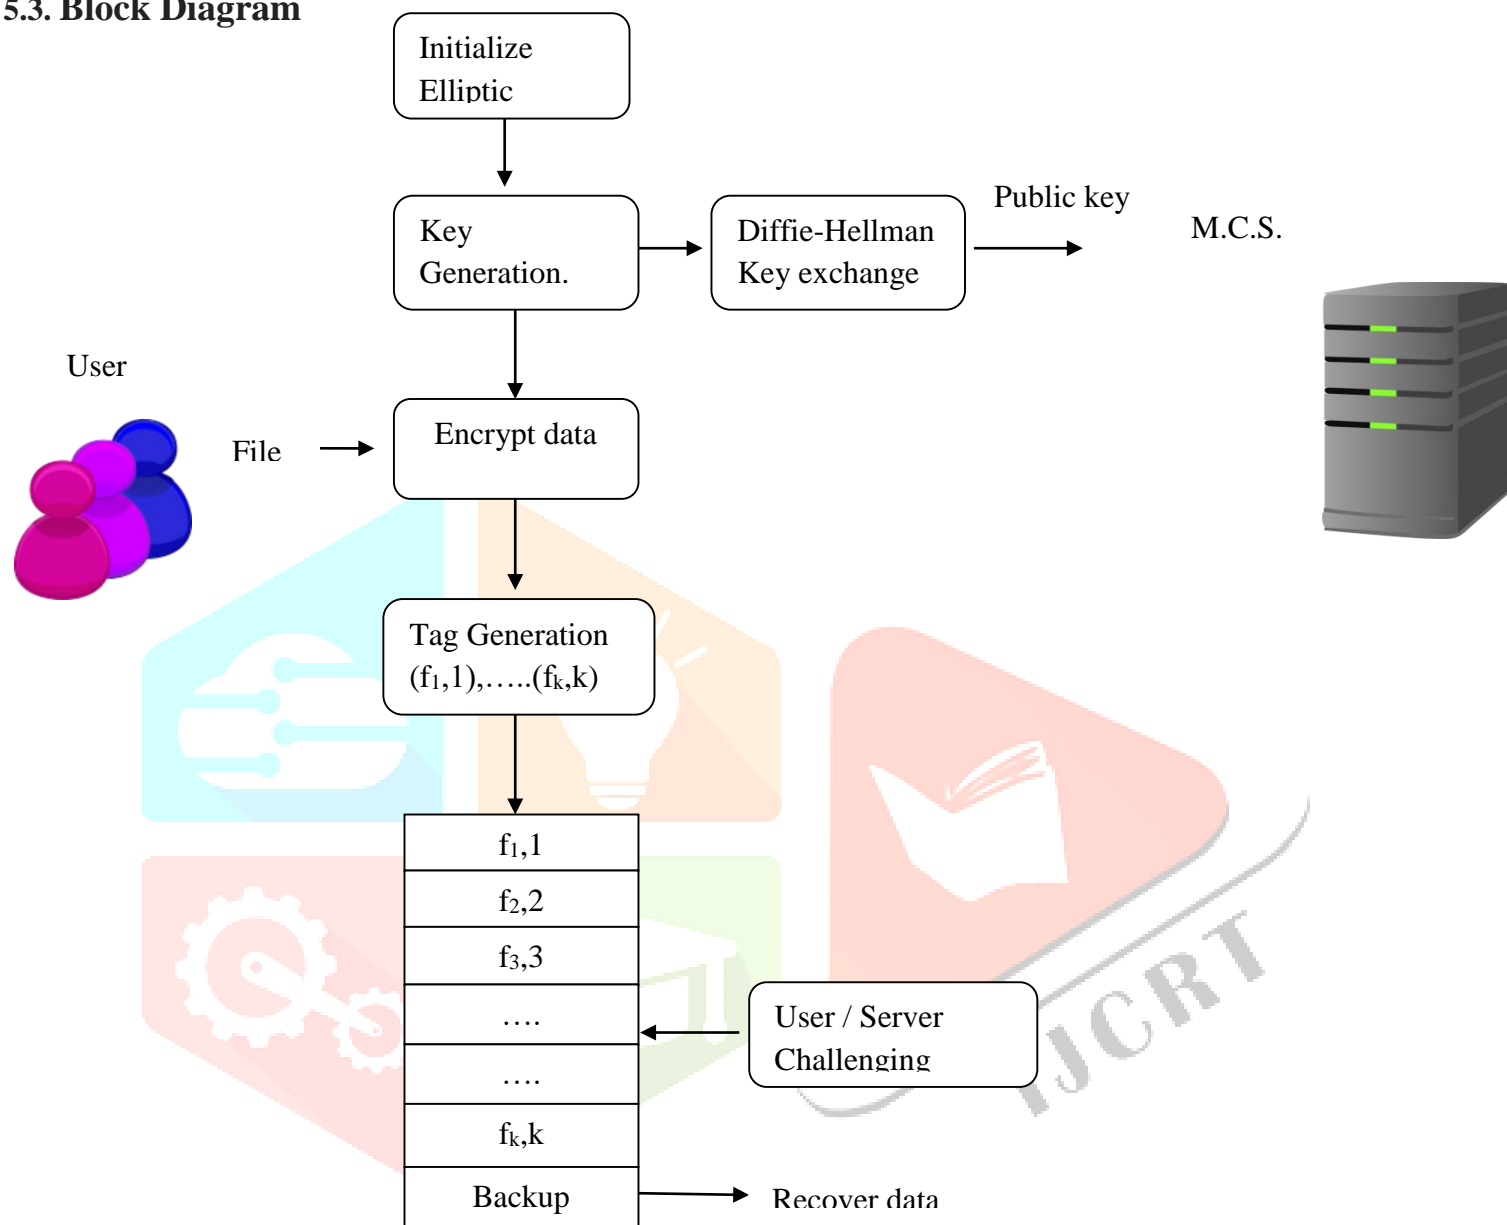 5.3. Block Diagram
Initialize
Elliptic
Key
Generation.
Diffie-Hellman
Key exchange
Public key
M.C.S.
User
File
Encrypt data
Tag Generation
(f₁,1),…..(fₖ,k)
f₁,1
f₂,2
f₃,3
….
….
fₖ,k
User / Server
Challenging
Backup
Recover data
IJCRT